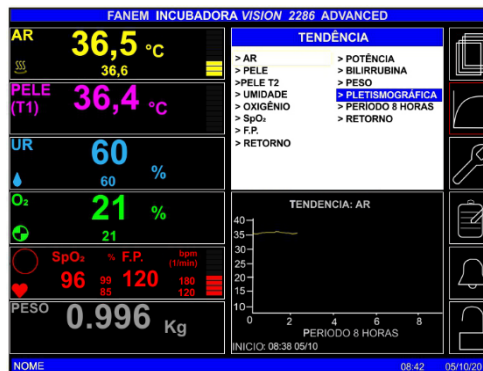 FANEM INCUBADORA VISION 2286 ADVANCED
AR
36,5 °C
36,6
PELE
(T1)
36,4 °C
UR
60 %
60
O₂
21 %
21
SpO₂ % F.P. bpm
(1/min)
96 99 120 180
85 120
PESO
0.996 Kg
TENDÊNCIA
> AR
> PELE
>PELE T2
> UMIDADE
> OXIGÊNIO
> SpO₂
> F.P.
> RETORNO
> POTÊNCIA
> BILIRRUBINA
> PESO
> PLETISMOGRÁFICA
> PERÍODO 8 HORAS
> RETORNO
TENDENCIA: AR
40
35
30
25
20
15
10
0 2 4 6 8
PERIODO 8 HORAS
INICIO: 08:38 05/10
NOME
08:42 05/10/20